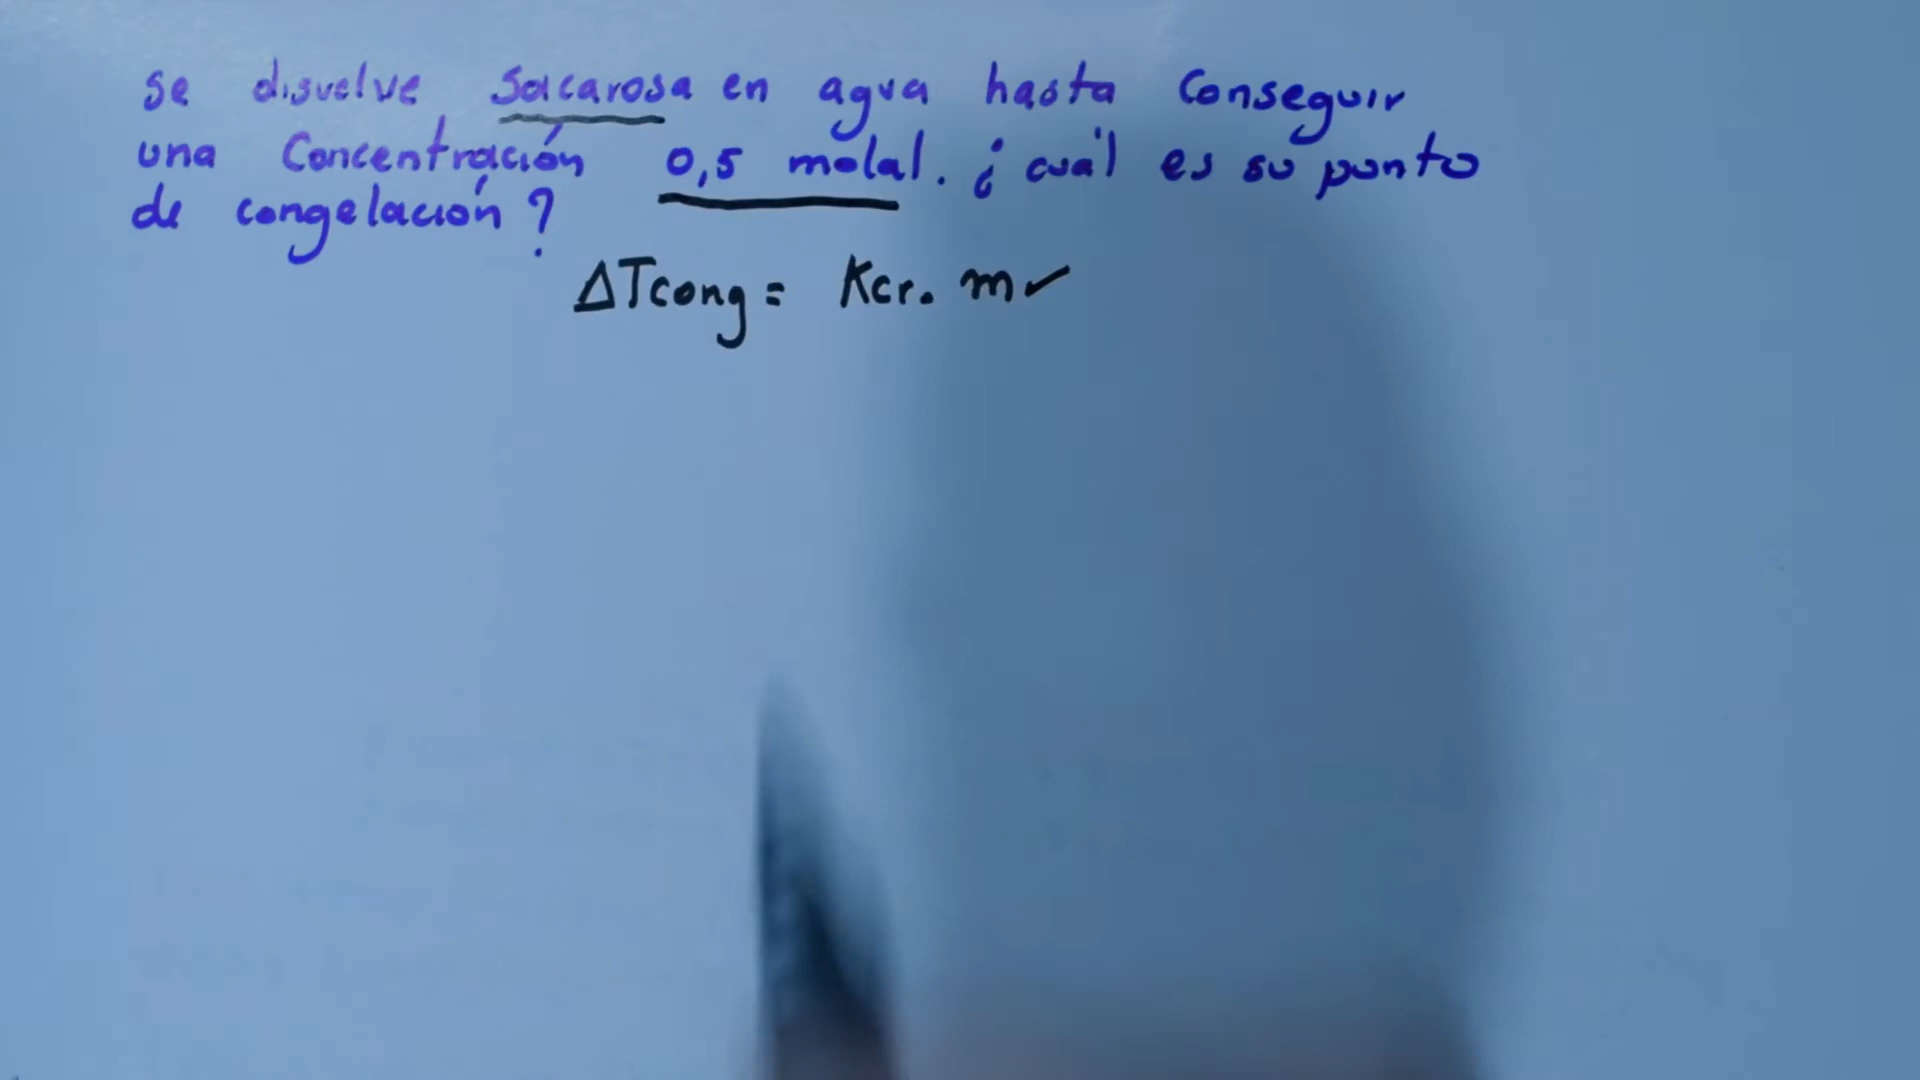 se disuelve sacarosa en agua hasta conseguir
una concentración 0,5 molal. ¿cuál es su punto
de congelación?
ΔTcong = Kcr. m ✓